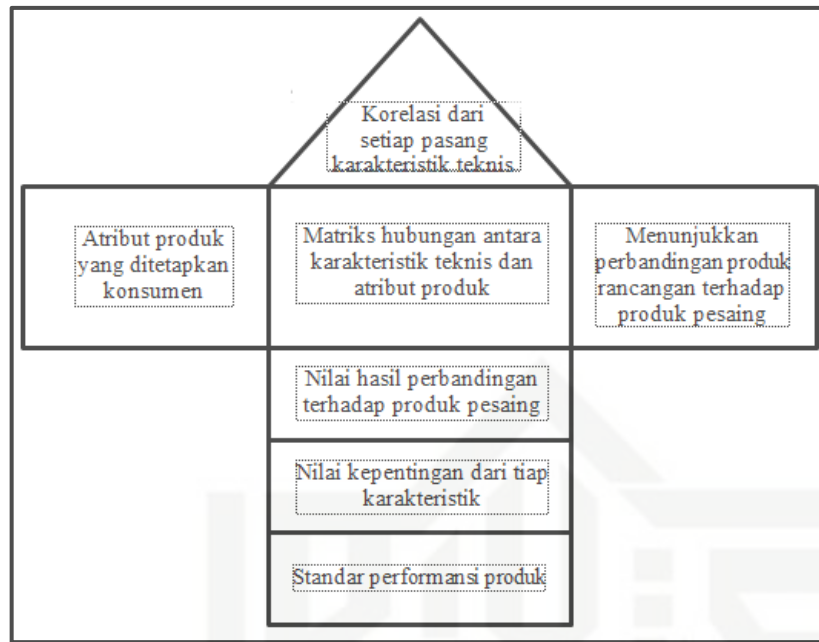 Korelasi dari
setiap pasang
karakteristik teknis
Atribut produk
yang ditetapkan
konsumen
Matriks hubungan antara
karakteristik teknis dan
atribut produk
Menunjukkan
perbandingan produk
rancangan terhadap
produk pesaing
Nilai hasil perbandingan
terhadap produk pesaing
Nilai kepentingan dari tiap
karakteristik
Standar performansi produk